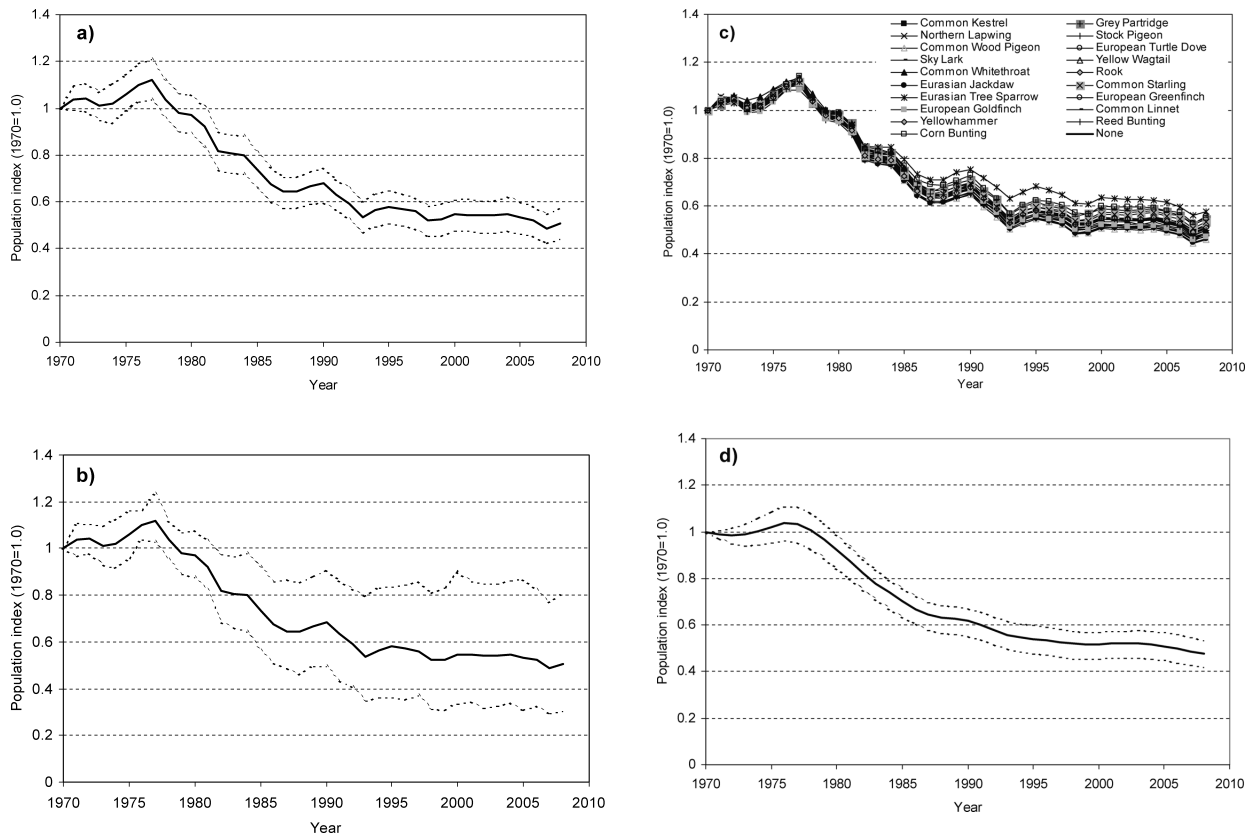 a)
1.4
1.2
1
0.8
0.6
0.4
0.2
0
Population index (1970=1.0)
1970 1975 1980 1985 1990 1995 2000 2005 2010
Year
c)
1.4
1.2
1
0.8
0.6
0.4
0.2
0
Population index (1970=1.0)
Common Kestrel Grey Partridge
Northern Lapwing Stock Pigeon
Common Wood Pigeon European Turtle Dove
Sky Lark Yellow Wagtail
Common Whitethroat Rook
Eurasian Jackdaw Common Starling
Eurasian Tree Sparrow European Greenfinch
European Goldfinch Common Linnet
Yellowhammer Reed Bunting
Corn Bunting None
1970 1975 1980 1985 1990 1995 2000 2005 2010
Year
b)
1.4
1.2
1
0.8
0.6
0.4
0.2
0
Population index (1970=1.0)
1970 1975 1980 1985 1990 1995 2000 2005 2010
Year
d)
1.4
1.2
1
0.8
0.6
0.4
0.2
0
Population index (1970=1.0)
1970 1975 1980 1985 1990 1995 2000 2005 2010
Year